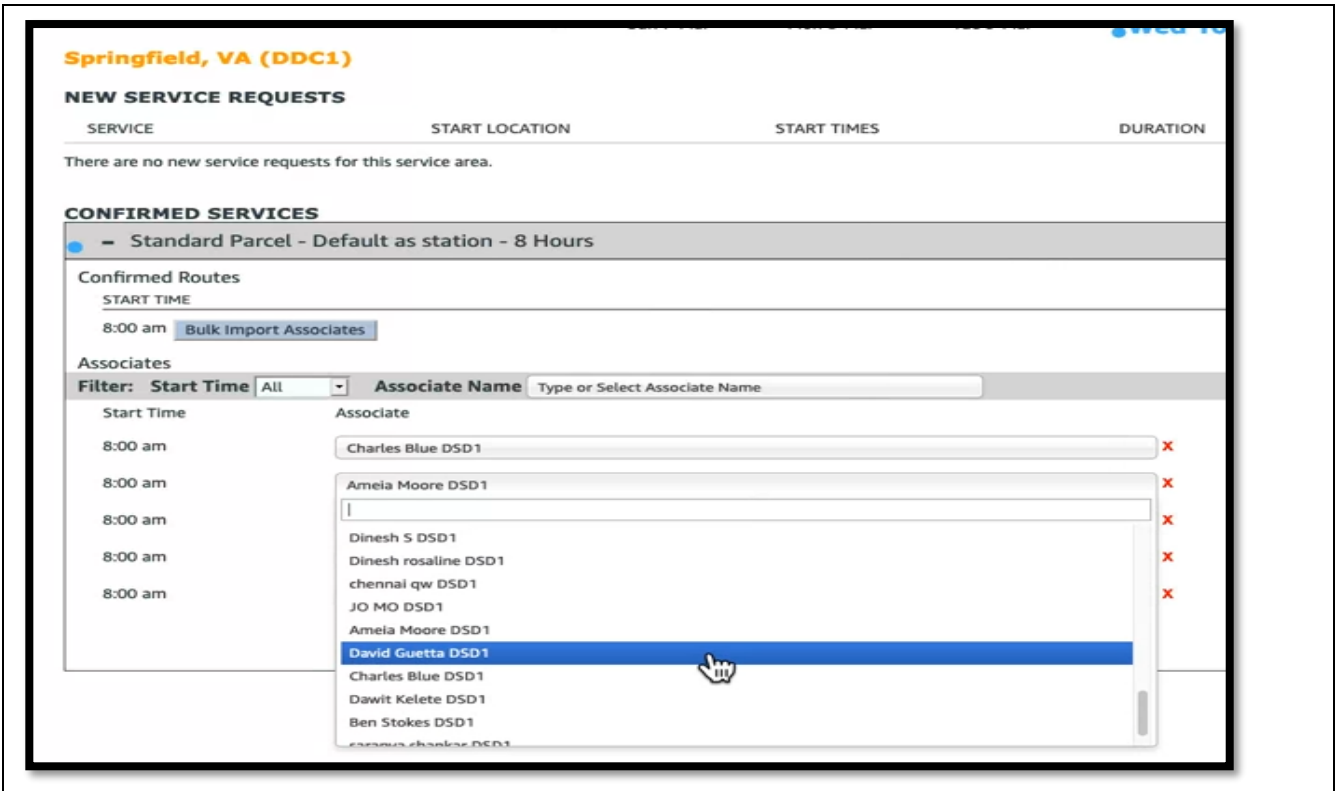 Wed To
Springfield, VA (DDC1)
NEW SERVICE REQUESTS
SERVICE START LOCATION START TIMES DURATION
There are no new service requests for this service area.
CONFIRMED SERVICES
– Standard Parcel - Default as station - 8 Hours
Confirmed Routes
START TIME
8:00 am Bulk Import Associates
Associates
Filter: Start Time All Associate Name Type or Select Associate Name
Start Time Associate
8:00 am Charles Blue DSD1 x
8:00 am Ameia Moore DSD1 x
8:00 am x
Dinesh S DSD1
8:00 am Dinesh rosaline DSD1 x
chennai qw DSD1
8:00 am x
JO MO DSD1
Ameia Moore DSD1
David Guetta DSD1
Charles Blue DSD1
Dawit Kelete DSD1
Ben Stokes DSD1